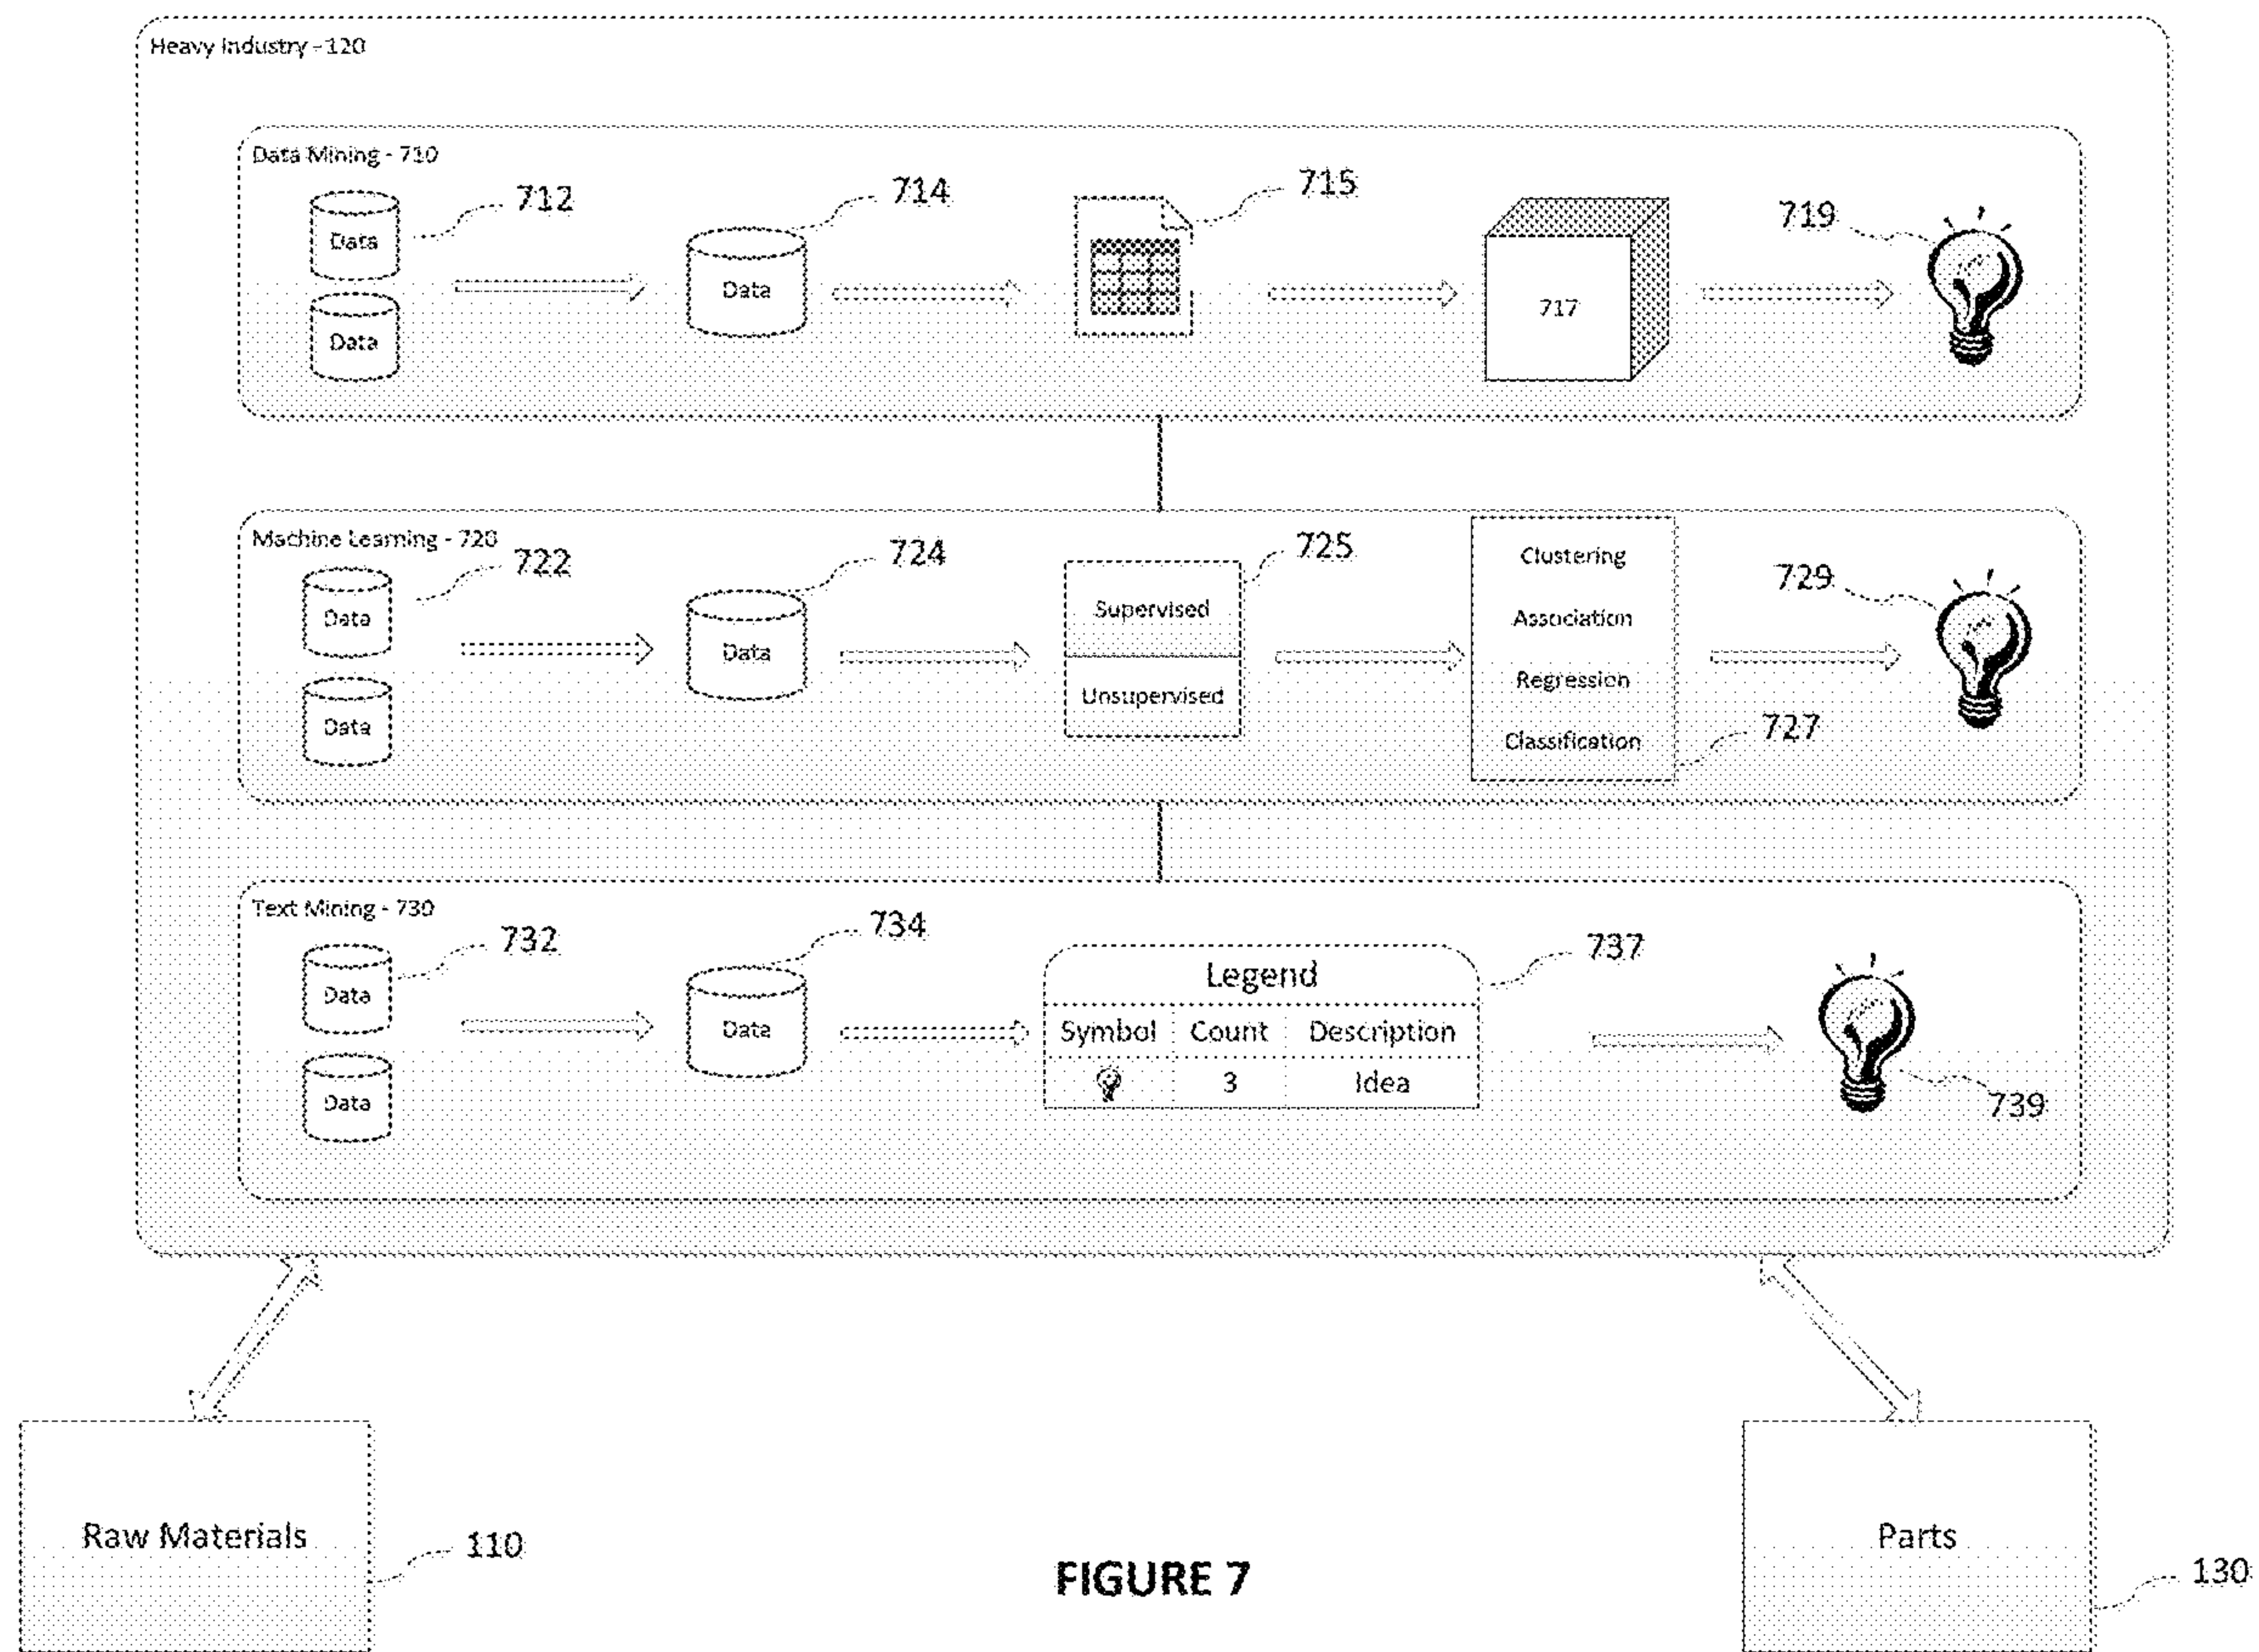 Heavy Industry -120
Data Mining - 710
712
714
715
719
Data
Data
Data
717
Machine Learning - 720
722
724
725
729
Data
Data
Data
Supervised
Unsupervised
Clustering
Association
Regression
Classification
727
Text Mining - 730
732
734
737
Data
Data
Data
Legend
Symbol Count Description
3 Idea
739
Raw Materials
110
Parts
130
FIGURE 7